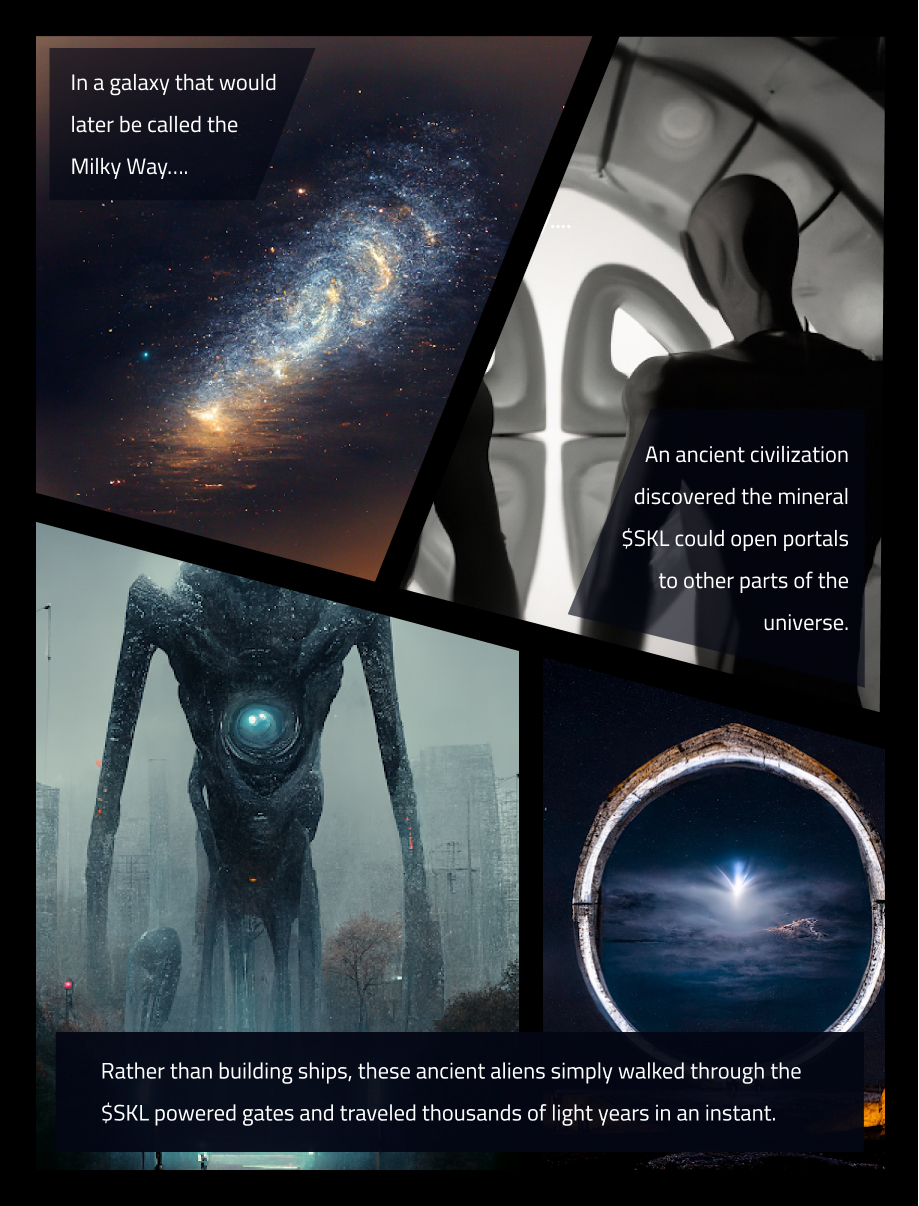 In a galaxy that would
later be called the
Milky Way....
....
An ancient civilization
discovered the mineral
$SKL could open portals
to other parts of the
universe.
Rather than building ships, these ancient aliens simply walked through the
$SKL powered gates and traveled thousands of light years in an instant.